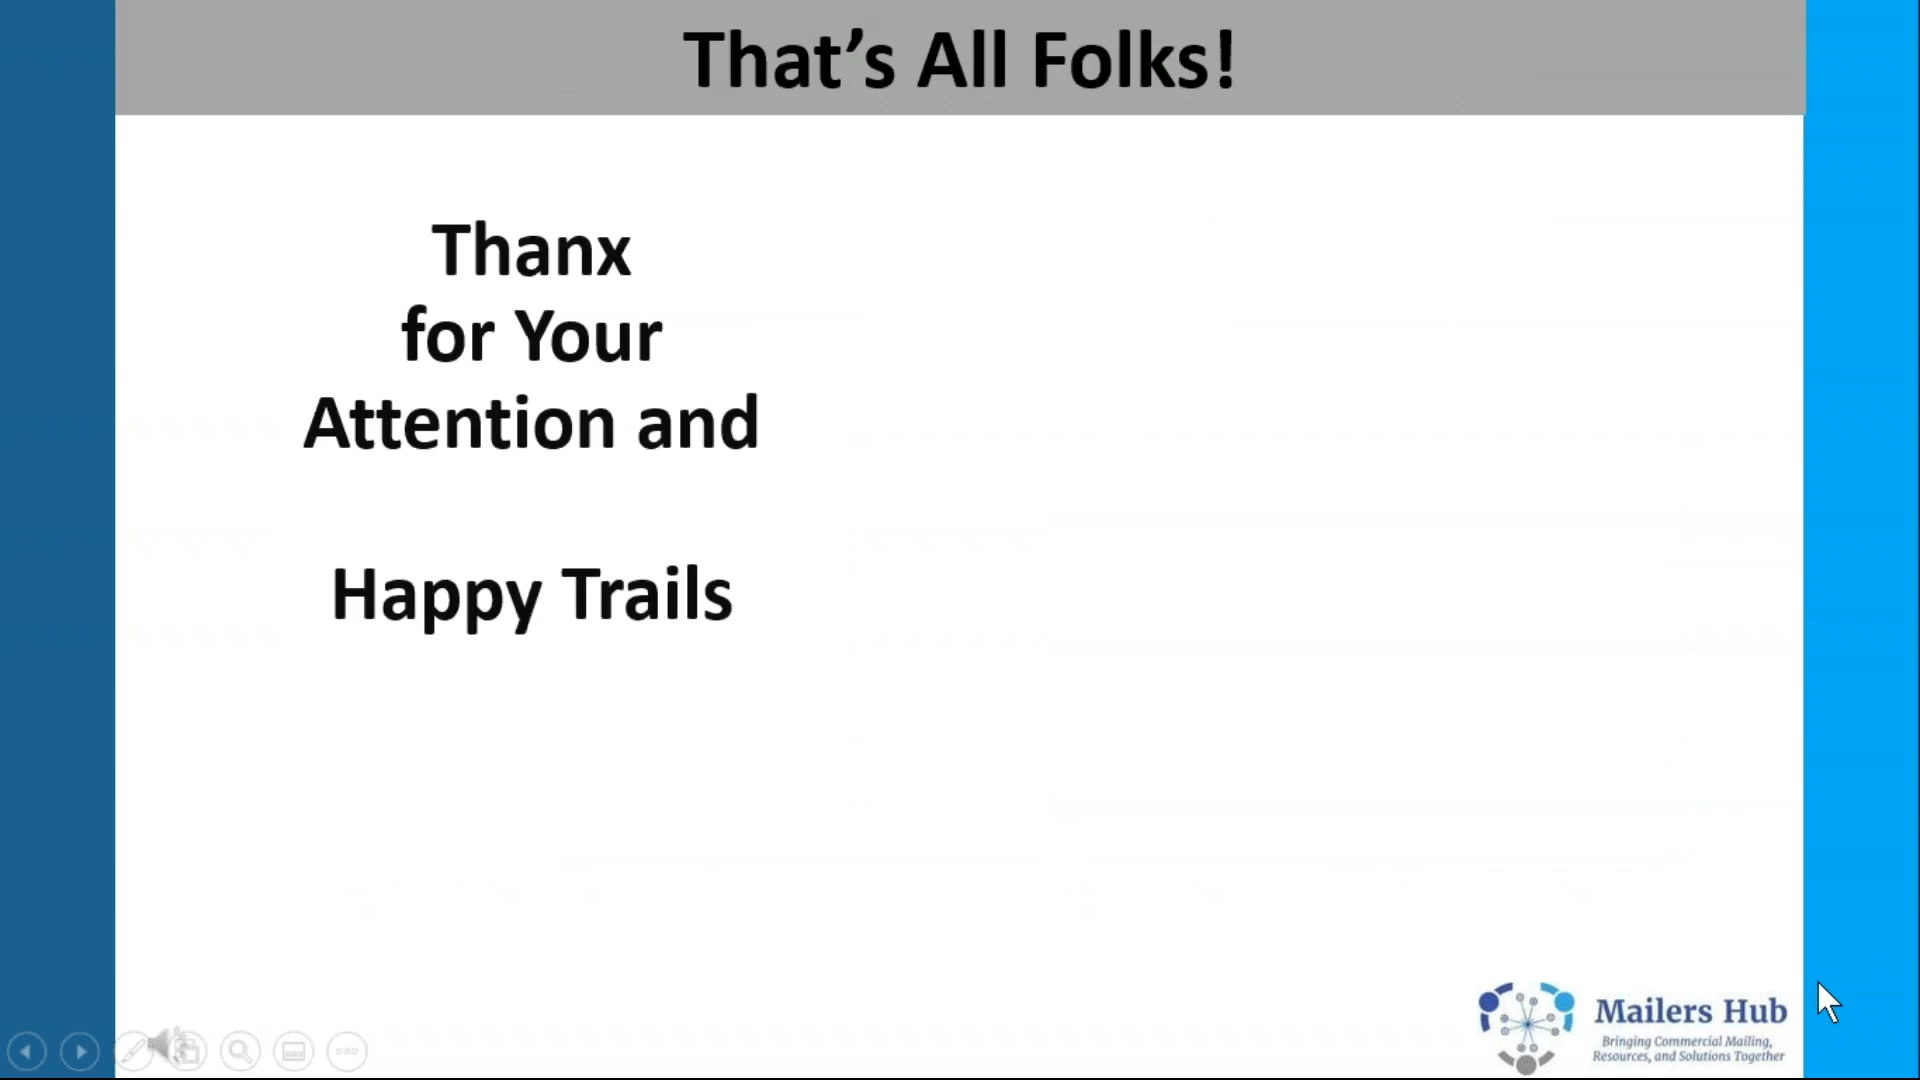 That’s All Folks!
Thanx
for Your
Attention and
Happy Trails
Mailers Hub
Bringing Commercial Mailing,
Resources, and Solutions Together